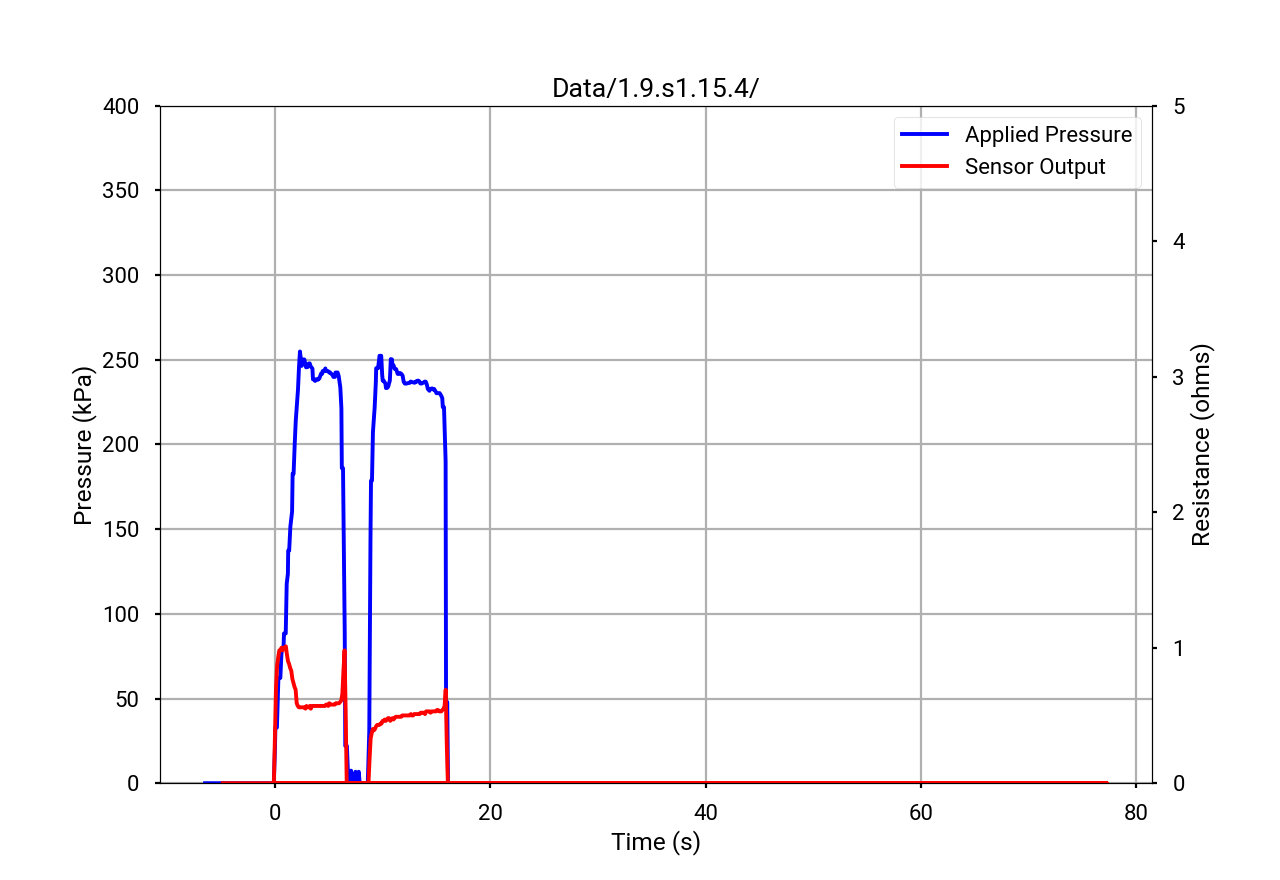 Data/1.9.s1.15.4/
400
350
300
250
200
150
100
50
0
Pressure (kPa)
5
4
3
2
1
0
Resistance (ohms)
Applied Pressure
Sensor Output
0 20 40 60 80
Time (s)